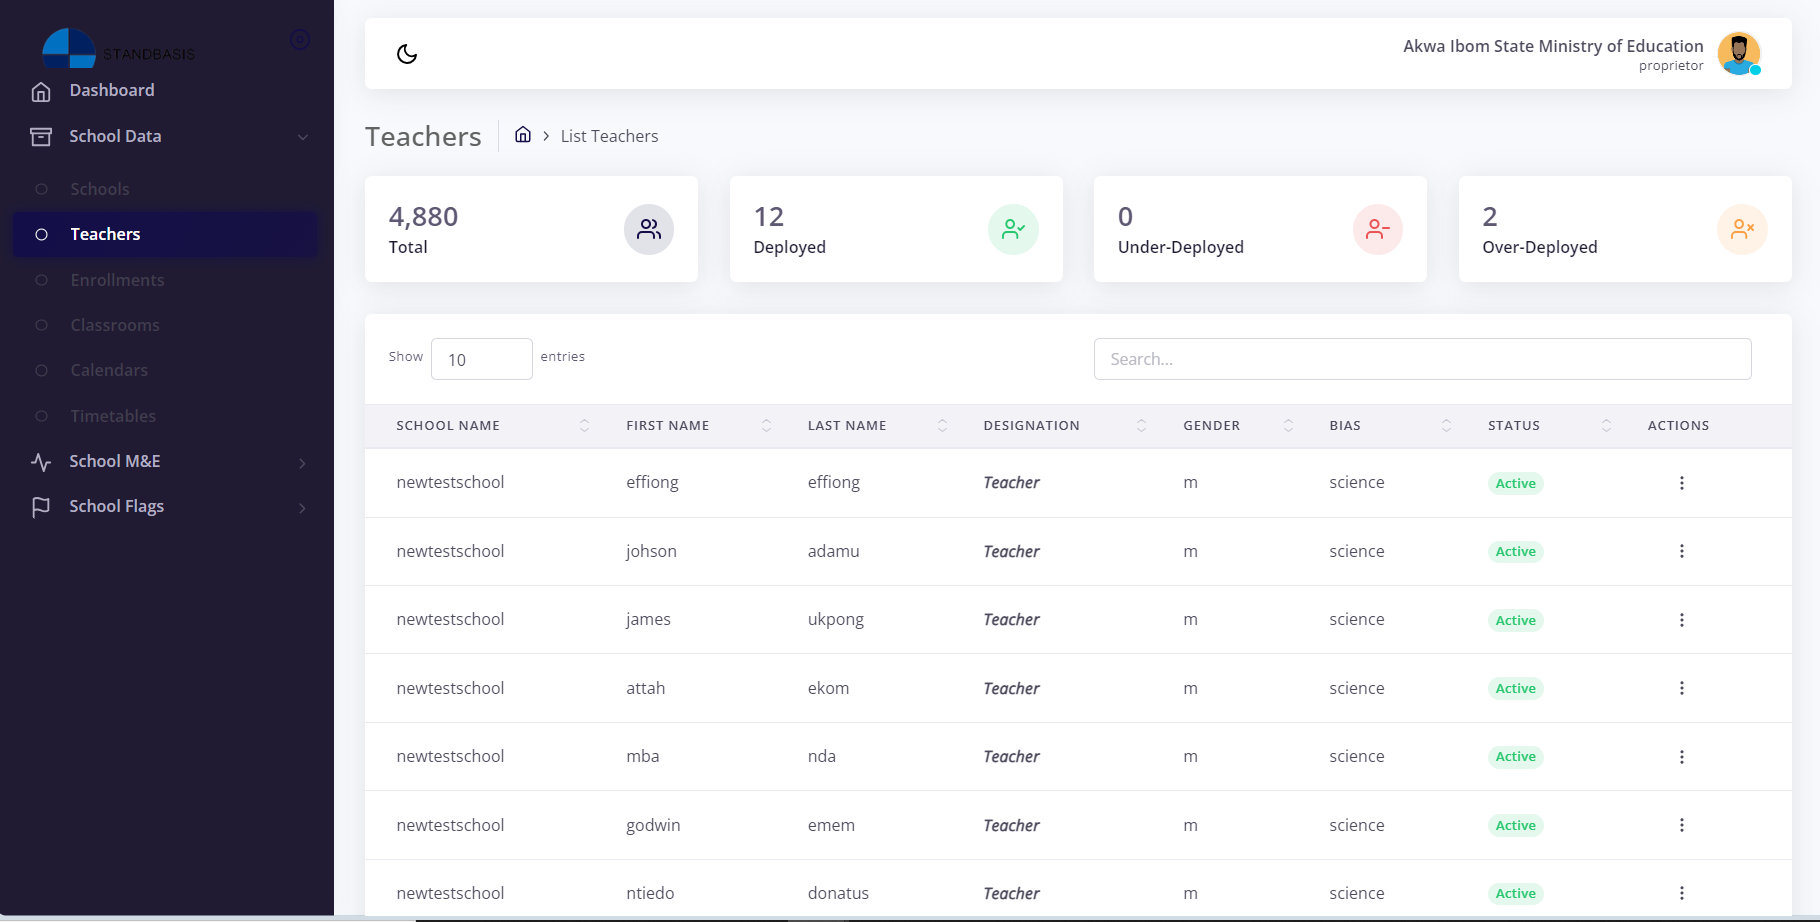 STANDBASIS
Dashboard
School Data
Schools
Teachers
Enrollments
Classrooms
Calendars
Timetables
School M&E
School Flags
Akwa Ibom State Ministry of Education
proprietor
Teachers
List Teachers
4,880
Total
12
Deployed
0
Under-Deployed
2
Over-Deployed
Show 10 entries
Search...
SCHOOL NAME FIRST NAME LAST NAME DESIGNATION GENDER BIAS STATUS ACTIONS
newtestschool effiong effiong Teacher m science Active
newtestschool johson adamu Teacher m science Active
newtestschool james ukpong Teacher m science Active
newtestschool attah ekom Teacher m science Active
newtestschool mba nda Teacher m science Active
newtestschool godwin emem Teacher m science Active
newtestschool ntiedo donatus Teacher m science Active